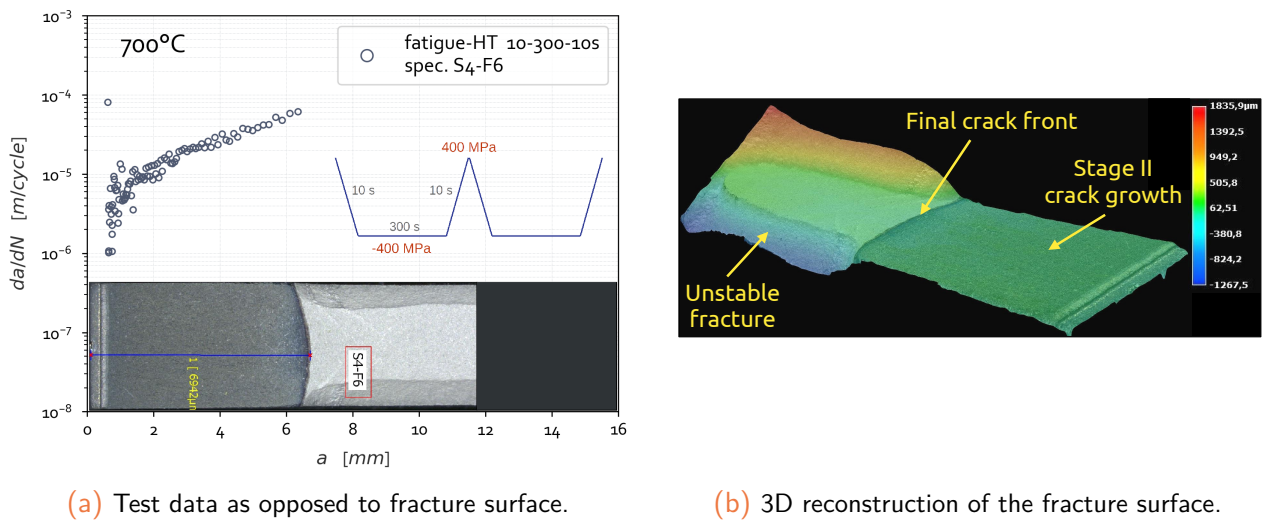 10⁻³
10⁻⁴
10⁻⁵
10⁻⁶
10⁻⁷
10⁻⁸
da/dN [m/cycle]
700°C
fatigue-HT 10-300-10s
spec. S4-F6
400 MPa
10 s
10 s
300 s
-400 MPa
1 [ 6942µm
S4-F6
0 2 4 6 8 10 12 14 16
a [mm]
(a) Test data as opposed to fracture surface.
Final crack front
Stage II
crack growth
Unstable
fracture
1835,9µm
1392,5
949,2
505,8
62,51
-380,8
-824,2
-1267,5
(b) 3D reconstruction of the fracture surface.